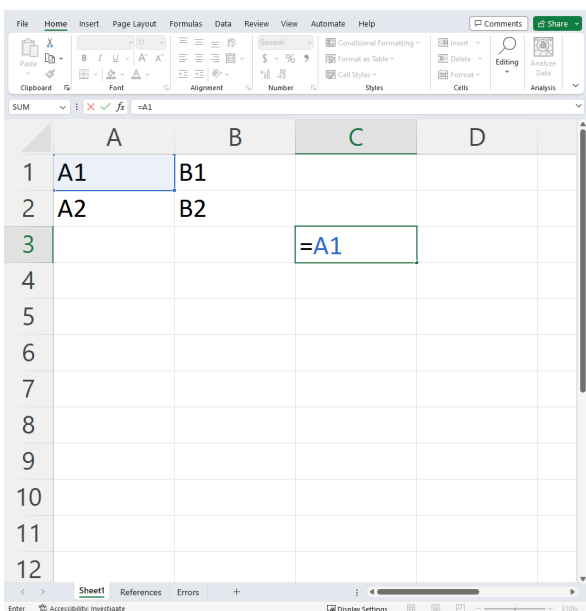 File Home Insert Page Layout Formulas Data Review View Automate Help Comments Share
Paste
11
General
Conditional Formatting
Insert
B I U A A
$ % 9
Format as Table
Delete
Editing
Analyze Data
A
Cell Styles
Format
Clipboard Font Alignment Number Styles Cells Analysis
SUM fx =A1
A B C D
1 A1 B1
2 A2 B2
3 =A1
4
5
6
7
8
9
10
11
12
Sheet1 References Errors +
Enter Accessibility: Investigate Display Settings 310%